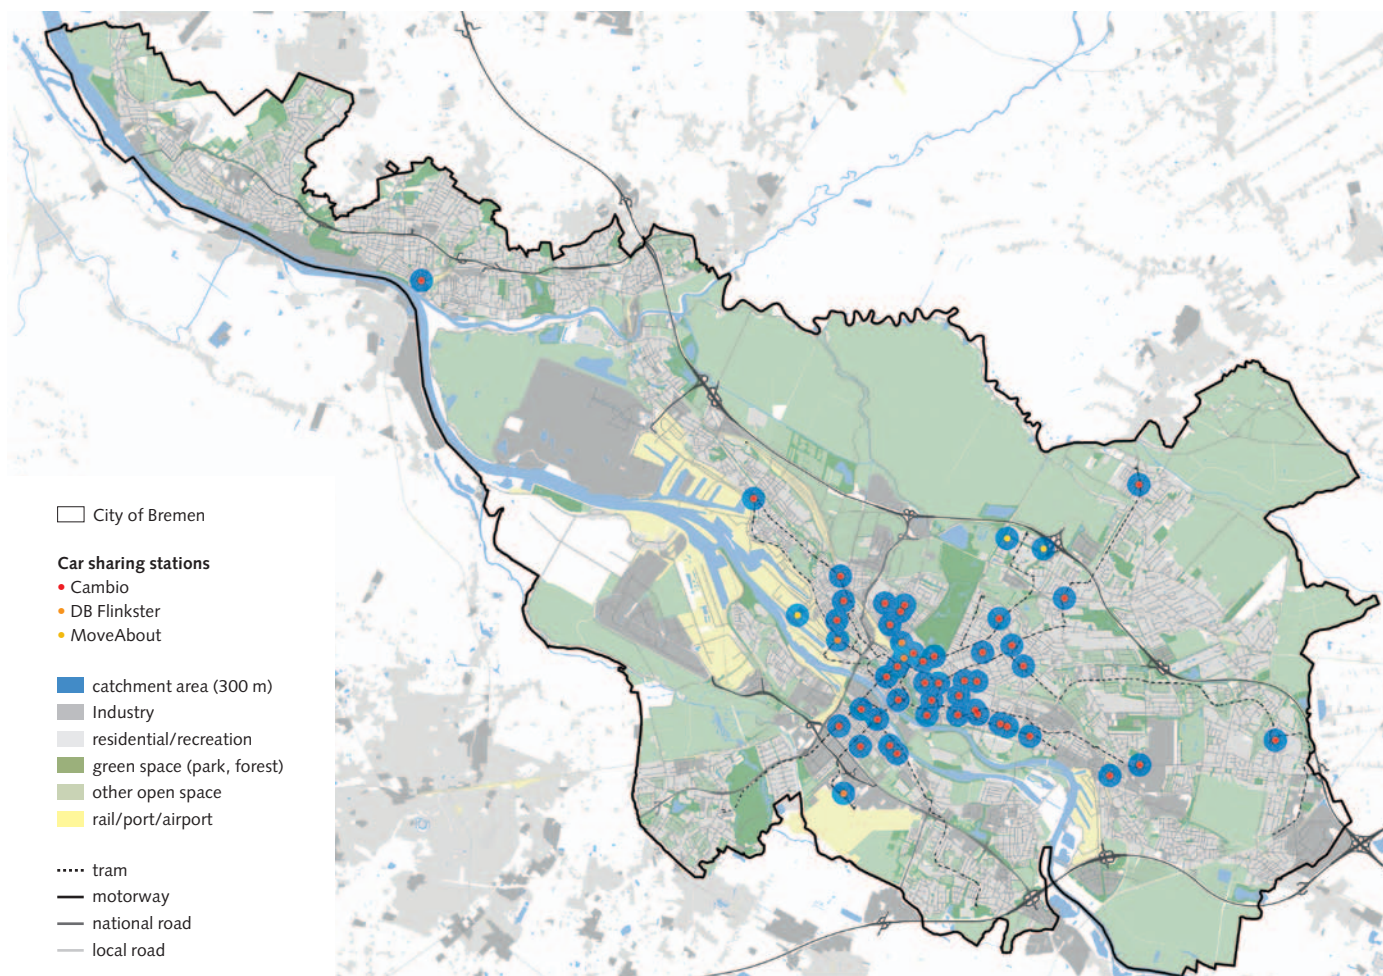 City of Bremen
Car sharing stations
Cambio
DB Flinkster
MoveAbout
catchment area (300 m)
Industry
residential/recreation
green space (park, forest)
other open space
rail/port/airport
tram
motorway
national road
local road